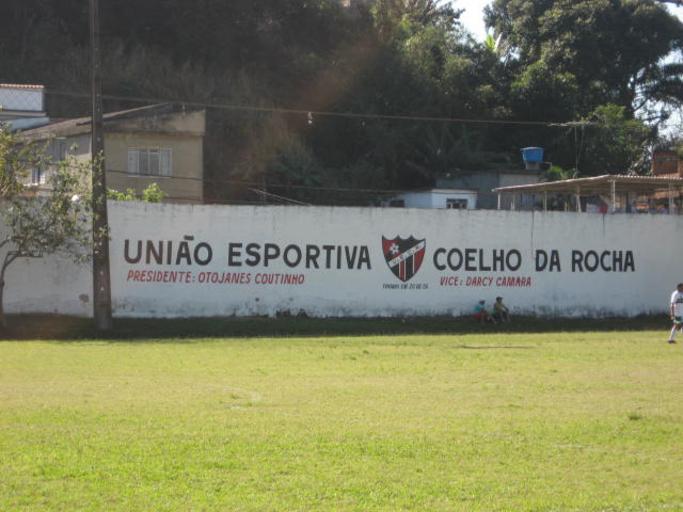 UNIÃO ESPORTIVA COELHO DA ROCHA
PRESIDENTE: OTOJANES COUTINHO
VICE: DARCY CAMARA